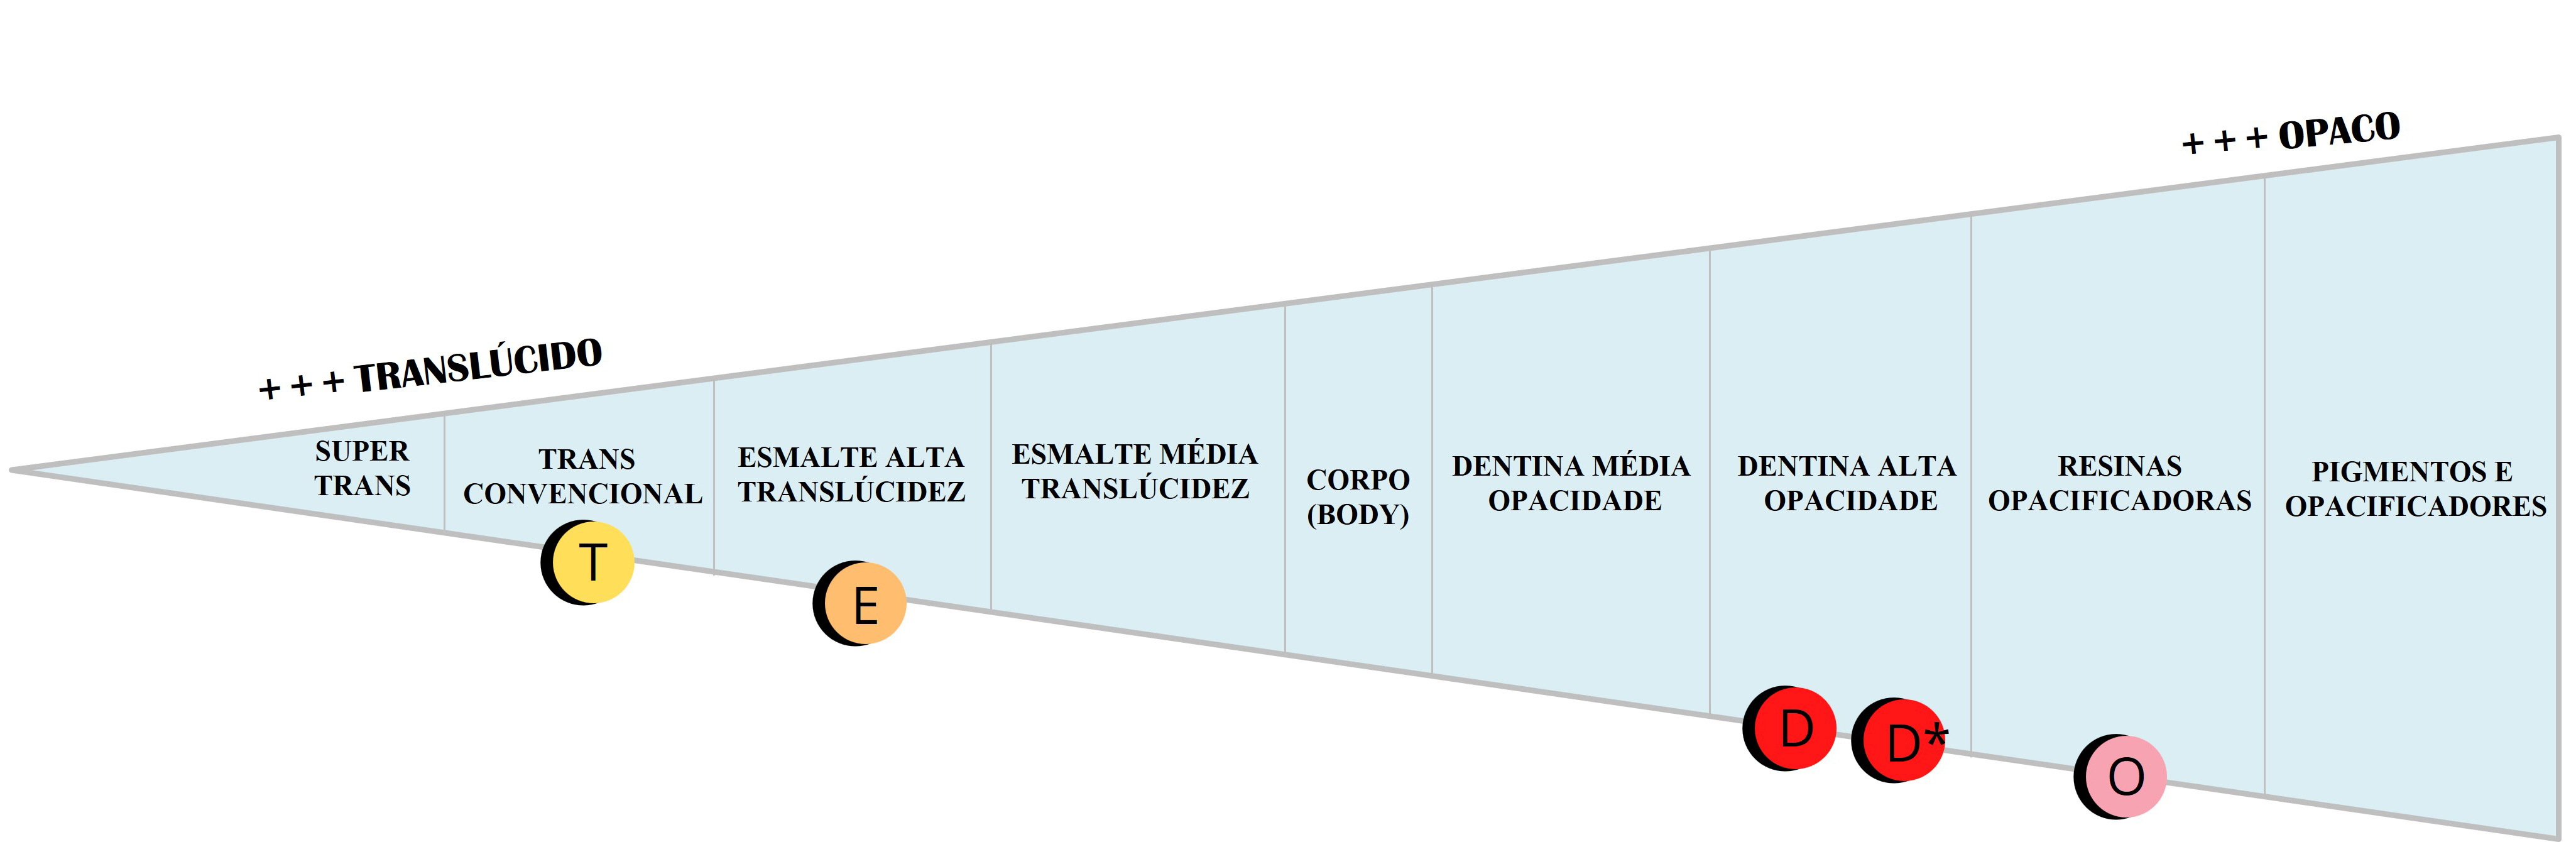 + + + OPACO
+ + + TRANSLÚCIDO
SUPER
TRANS
TRANS
CONVENCIONAL
ESMALTE ALTA
TRANSLÚCIDEZ
ESMALTE MÉDIA
TRANSLÚCIDEZ
CORPO
(BODY)
DENTINA MÉDIA
OPACIDADE
DENTINA ALTA
OPACIDADE
RESINAS
OPACIFICADORAS
PIGMENTOS E
OPACIFICADORES
T
E
D
D*
O